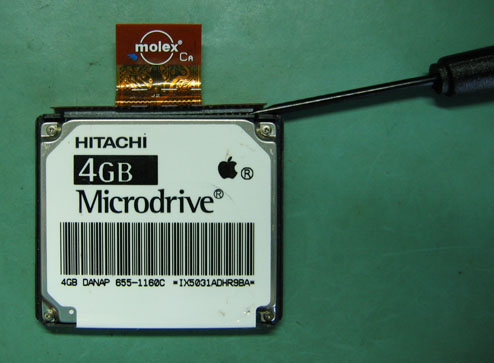 molex®
CA
HITACHI
4GB
®
Microdrive®
4GB DANAP 655-1160C *IX5031ADHR9BA*